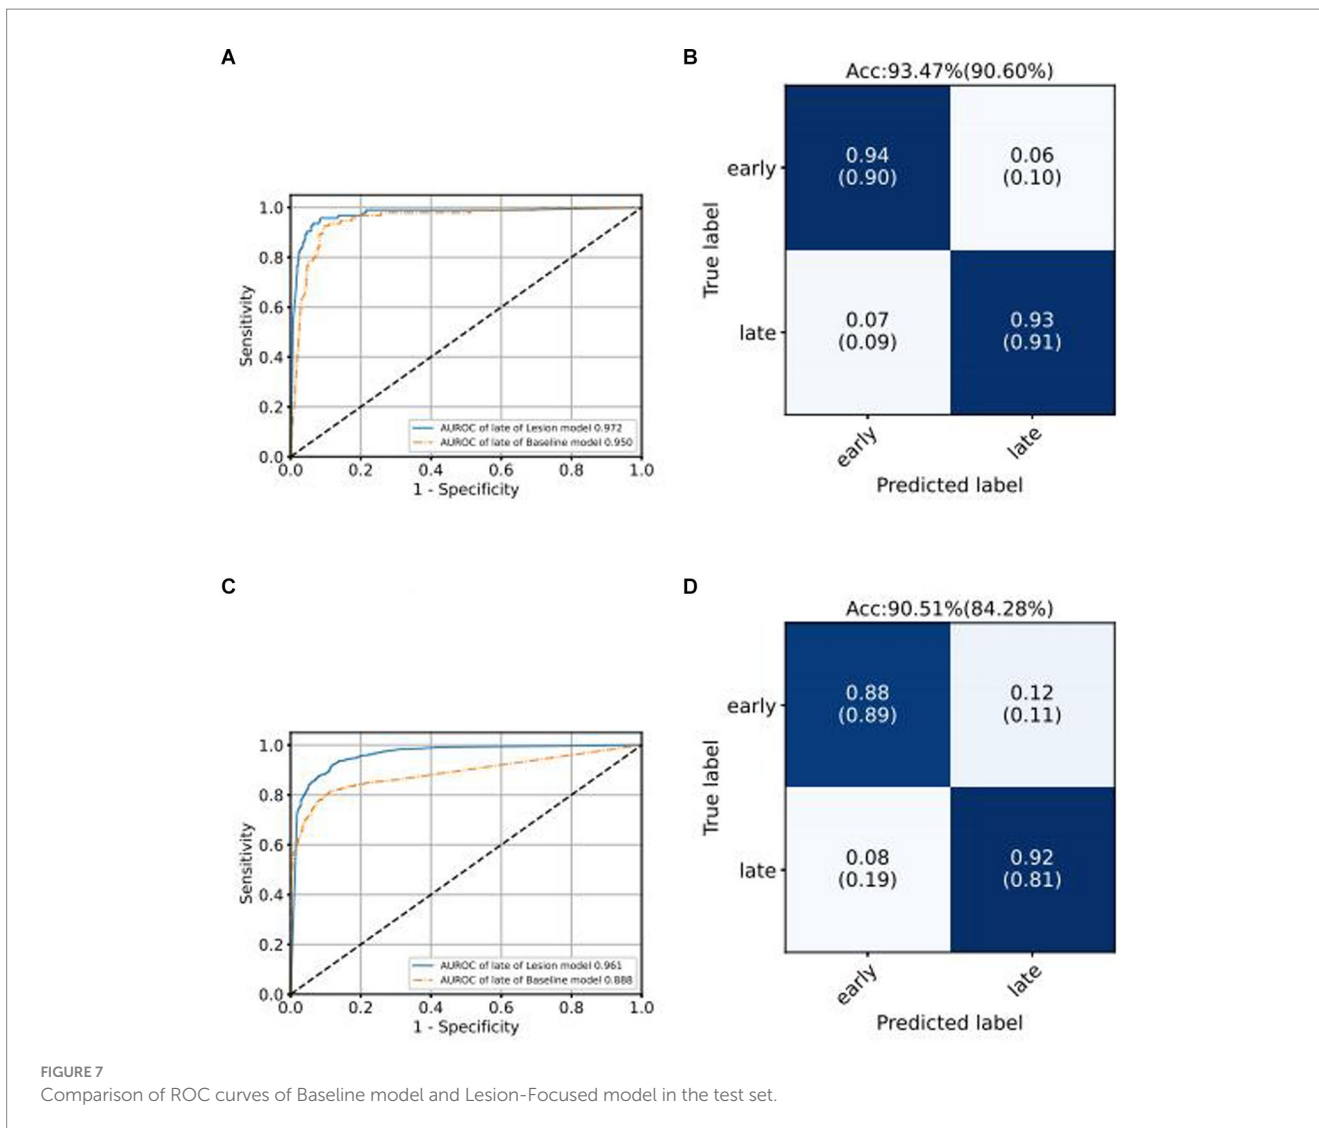 A
1.0
0.8
0.6
0.4
0.2
0.0
Sensitivity
AUROC of late of Lesion model 0.972
AUROC of late of Baseline model 0.950
0.0 0.2 0.4 0.6 0.8 1.0
1 - Specificity
B
Acc:93.47%(90.60%)
True label
early
0.94 0.06
(0.90) (0.10)
late
0.07 0.93
(0.09) (0.91)
early late
Predicted label
C
1.0
0.8
0.6
0.4
0.2
0.0
Sensitivity
AUROC of late of Lesion model 0.961
AUROC of late of Baseline model 0.888
0.0 0.2 0.4 0.6 0.8 1.0
1 - Specificity
D
Acc:90.51%(84.28%)
True label
early
0.88 0.12
(0.89) (0.11)
late
0.08 0.92
(0.19) (0.81)
early late
Predicted label
FIGURE 7
Comparison of ROC curves of Baseline model and Lesion-Focused model in the test set.